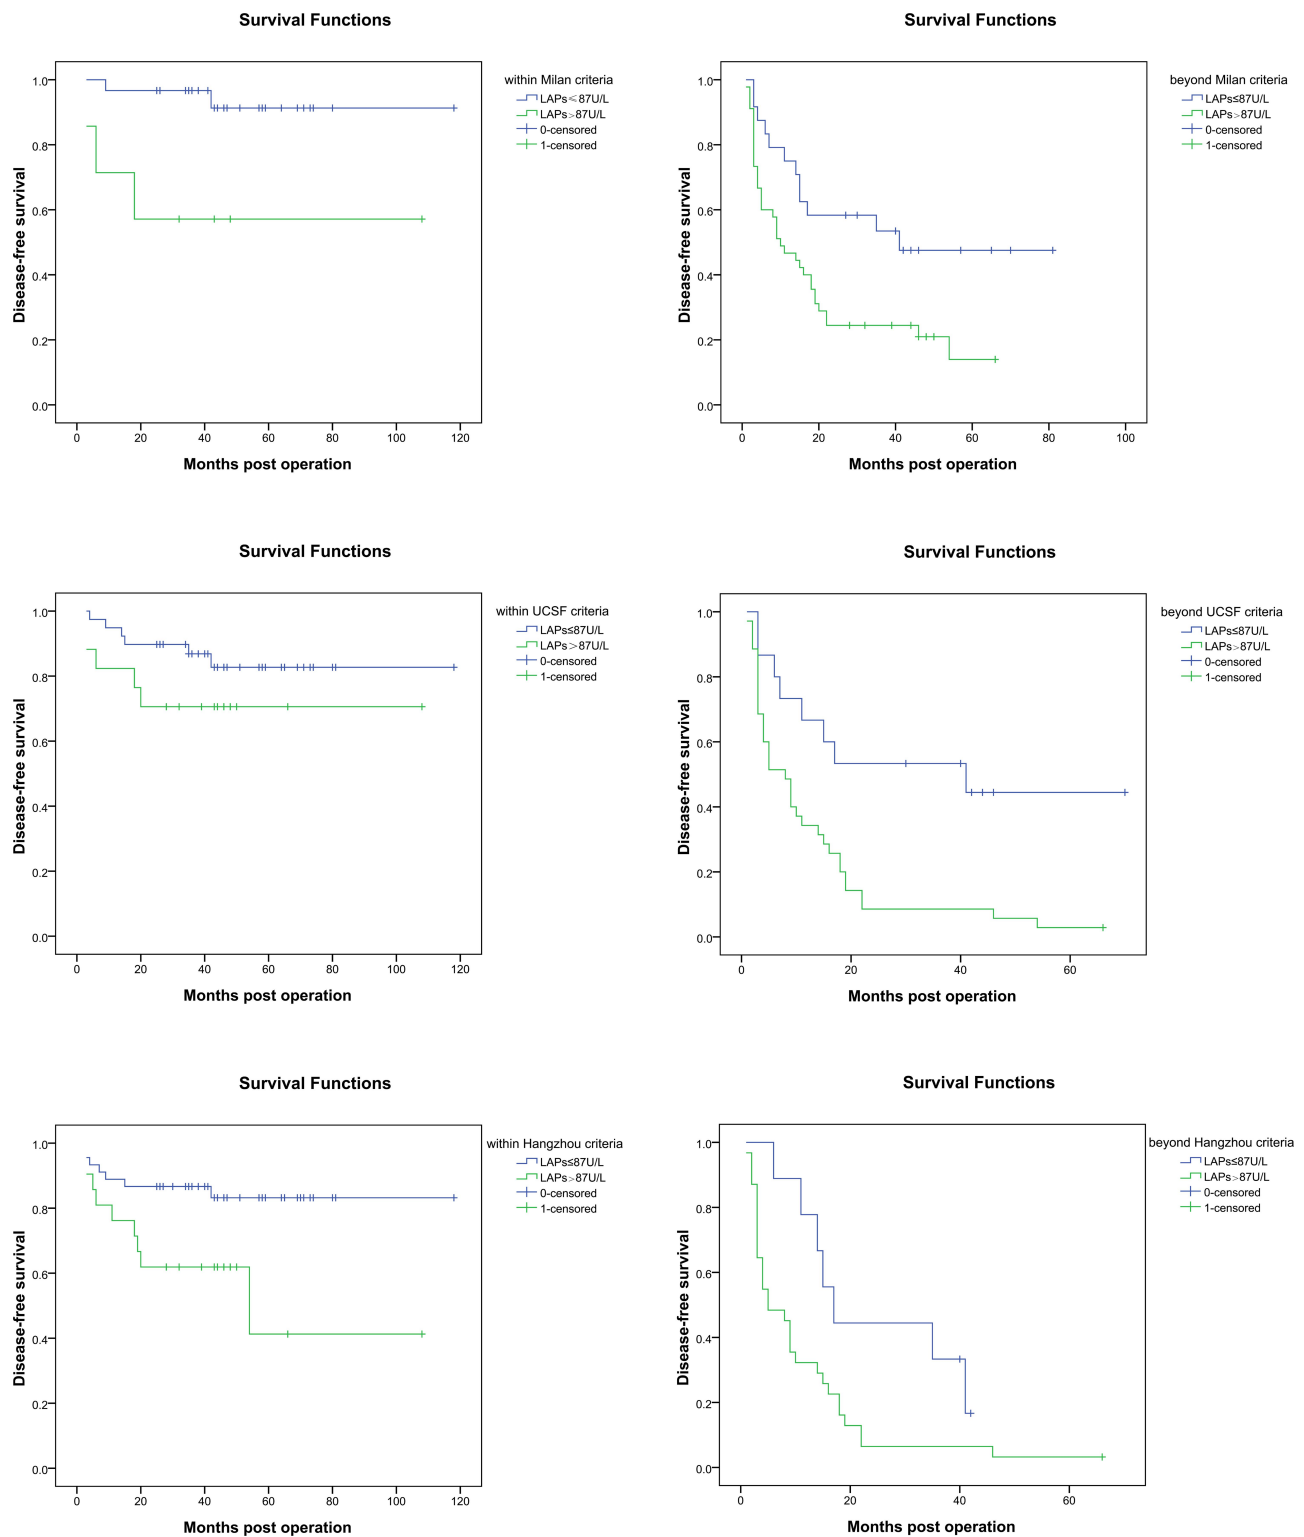 Survival Functions
within Milan criteria
LAPs≤87U/L
LAPs>87U/L
0-censored
1-censored
1.0
0.8
0.6
0.4
0.2
0.0
Disease-free survival
0 20 40 60 80 100 120
Months post operation
Survival Functions
beyond Milan criteria
LAPs≤87U/L
LAPs>87U/L
0-censored
1-censored
1.0
0.8
0.6
0.4
0.2
0.0
Disease-free survival
0 20 40 60 80 100
Months post operation
Survival Functions
within UCSF criteria
LAPs≤87U/L
LAPs>87U/L
0-censored
1-censored
1.0
0.8
0.6
0.4
0.2
0.0
Disease-free survival
0 20 40 60 80 100 120
Months post operation
Survival Functions
beyond UCSF criteria
LAPs≤87U/L
LAPs>87U/L
0-censored
1-censored
1.0
0.8
0.6
0.4
0.2
0.0
Disease-free survival
0 20 40 60
Months post operation
Survival Functions
within Hangzhou criteria
LAPs≤87U/L
LAPs>87U/L
0-censored
1-censored
1.0
0.8
0.6
0.4
0.2
0.0
Disease-free survival
0 20 40 60 80 100 120
Months post operation
Survival Functions
beyond Hangzhou criteria
LAPs≤87U/L
LAPs>87U/L
0-censored
1-censored
1.0
0.8
0.6
0.4
0.2
0.0
Disease-free survival
0 20 40 60
Months post operation